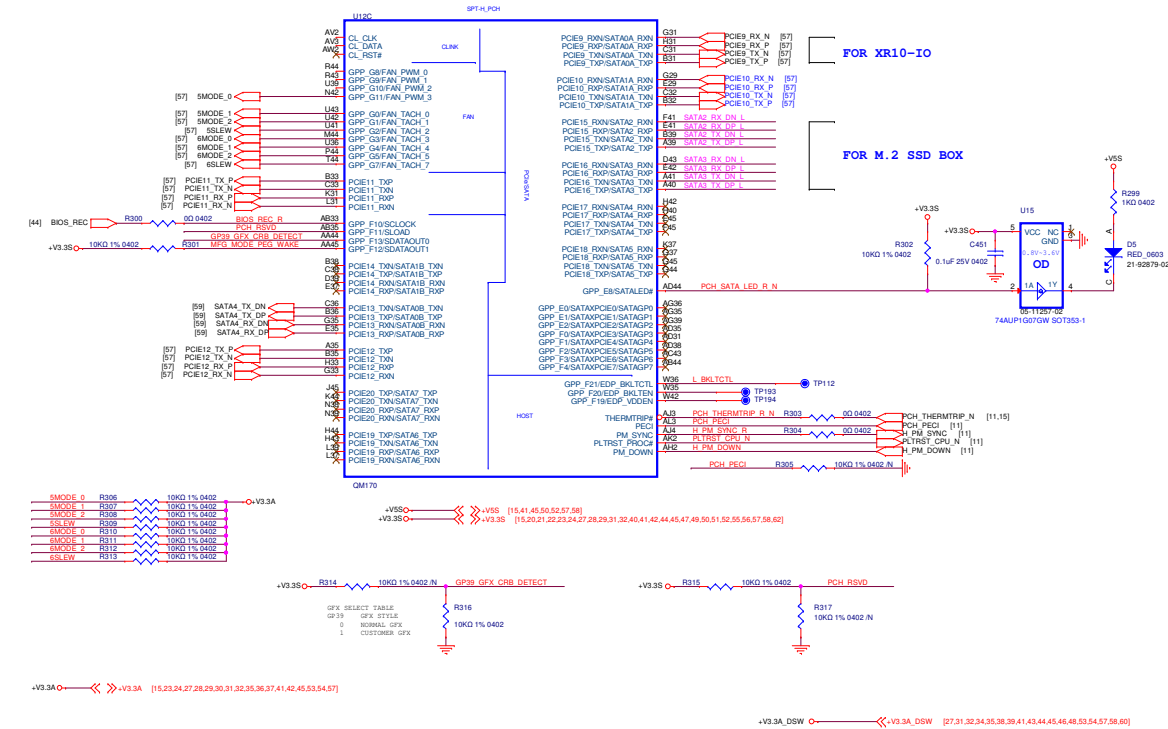 SPT-H_PCH
U12C
AV2 CL_CLK
AV3 CL_DATA
AW2 CL_RST#
CLINK
R44 GPP_G8/FAN_PWM_0
R43 GPP_G9/FAN_PWM_1
U39 GPP_G10/FAN_PWM_2
[57] 5MODE_0 N42 GPP_G11/FAN_PWM_3
FAN
[57] 5MODE_1 U43 GPP_G0/FAN_TACH_0
[57] 5MODE_2 U42 GPP_G1/FAN_TACH_1
[57] 5SLEW U41 GPP_G2/FAN_TACH_2
[57] 6MODE_0 M44 GPP_G3/FAN_TACH_3
[57] 6MODE_1 U36 GPP_G4/FAN_TACH_4
[57] 6MODE_2 P44 GPP_G5/FAN_TACH_5
[57] 6SLEW T44 GPP_G7/FAN_TACH_7
PCIe/SATA
[57] PCIE11_TX_P B33 PCIE11_TXP
[57] PCIE11_TX_N C33 PCIE11_TXN
[57] PCIE11_RX_P K31 PCIE11_RXP
[57] PCIE11_RX_N L31 PCIE11_RXN
[44] BIOS_REC R300 0Ω 0402 BIOS_REC_R AB33 GPP_F10/SCLOCK
PCH_RSVD AB35 GPP_F11/SLOAD
GP39_GFX_CRB_DETECT AA44 GPP_F13/SDATAOUT0
+V3.3S 10KΩ 1% 0402 R301 MFG_MODE_PEG_WAKE AA45 GPP_F12/SDATAOUT1
B38 PCIE14_TXN/SATA1B_TXN
PCIE14_TXP/SATA1B_TXP
PCIE14_RXN/SATA1B_RXN
PCIE14_RXP/SATA1B_RXP
[59] SATA4_TX_DN C36 PCIE13_TXN/SATA0B_TXN
[59] SATA4_TX_DP B36 PCIE13_TXP/SATA0B_TXP
[59] SATA4_RX_DN G35 PCIE13_RXN/SATA0B_RXN
[59] SATA4_RX_DP E35 PCIE13_RXP/SATA0B_RXP
[57] PCIE12_TX_P A35 PCIE12_TXP
[57] PCIE12_TX_N B35 PCIE12_TXN
[57] PCIE12_RX_P H33 PCIE12_RXP
[57] PCIE12_RX_N G33 PCIE12_RXN
J45 PCIE20_TXP/SATA7_TXP
K44 PCIE20_TXN/SATA7_TXN
PCIE20_RXP/SATA7_RXP
PCIE20_RXN/SATA7_RXN
HOST
H44 PCIE19_TXP/SATA6_TXP
PCIE19_TXN/SATA6_TXN
PCIE19_RXP/SATA6_RXP
PCIE19_RXN/SATA6_RXN
QM170
PCIE9_RXN/SATA0A_RXN G31 PCIE9_RX_N [57]
PCIE9_RXP/SATA0A_RXP H31 PCIE9_RX_P [57]
PCIE9_TXN/SATA0A_TXN C31 PCIE9_TX_N [57]
PCIE9_TXP/SATA0A_TXP B31 PCIE9_TX_P [57]
FOR XR10-IO
PCIE10_RXN/SATA1A_RXN G29 PCIE10_RX_N [57]
PCIE10_RXP/SATA1A_RXP E29 PCIE10_RX_P [57]
PCIE10_TXN/SATA1A_TXN C32 PCIE10_TX_N [57]
PCIE10_TXP/SATA1A_TXP B32 PCIE10_TX_P [57]
PCIE15_RXN/SATA2_RXN F41 SATA2_RX_DN_L
PCIE15_RXP/SATA2_RXP E41 SATA2_RX_DP_L
PCIE15_TXN/SATA2_TXN B39 SATA2_TX_DN_L
PCIE15_TXP/SATA2_TXP A39 SATA2_TX_DP_L
FOR M.2 SSD BOX
PCIE16_RXN/SATA3_RXN D43 SATA3_RX_DN_L
PCIE16_RXP/SATA3_RXP E42 SATA3_RX_DP_L
PCIE16_TXN/SATA3_TXN A41 SATA3_TX_DN_L
PCIE16_TXP/SATA3_TXP A40 SATA3_TX_DP_L
PCIE17_RXN/SATA4_RXN H42
PCIE17_RXP/SATA4_RXP H40
PCIE17_TXN/SATA4_TXN E45
PCIE17_TXP/SATA4_TXP F45
PCIE18_RXN/SATA5_RXN K37
PCIE18_RXP/SATA5_RXP G37
PCIE18_TXN/SATA5_TXN G45
PCIE18_TXP/SATA5_TXP G44
GPP_E8/SATALED# AD44 PCH_SATA_LED_R_N
GPP_E0/SATAXPCIE0/SATAGP0 AG36
GPP_E1/SATAXPCIE1/SATAGP1 AG35
GPP_E2/SATAXPCIE2/SATAGP2 AG39
GPP_F0/SATAXPCIE3/SATAGP3 AD35
GPP_F1/SATAXPCIE4/SATAGP4 AD31
GPP_F2/SATAXPCIE5/SATAGP5 AD38
GPP_F3/SATAXPCIE6/SATAGP6 AC43
GPP_F4/SATAXPCIE7/SATAGP7 AB44
GPP_F21/EDP_BKLTCTL W36 L_BKLTCTL TP112
GPP_F20/EDP_BKLTEN W35 TP193
GPP_F19/EDP_VDDEN W42 TP194
THERMTRIP# AJ3 PCH_THERMTRIP_R_N R303 0Ω 0402 PCH_THERMTRIP_N [11,15]
PECI AL3 PCH_PECI PCH_PECI [11]
PM_SYNC AJ4 H_PM_SYNC_R R304 0Ω 0402 H_PM_SYNC [11]
PLTRST_PROC# AK2 PLTRST_CPU_N PLTRST_CPU_N [11]
PM_DOWN AH2 H_PM_DOWN H_PM_DOWN [11]
PCH_PECI R305 10KΩ 1% 0402 /N
+V5S
R299
1KΩ 0402
A
D5
RED_0603
21-92879-02
C
+V3.3S
R302
10KΩ 1% 0402
+V3.3S
C451
0.1uF 25V 0402
U15
5 VCC NC 1
GND 3
0.8V~3.6V
OD
2 1A 1Y 4
05-11257-02
74AUP1G07GW SOT353-1
5MODE_0 R306 10KΩ 1% 0402 +V3.3A
5MODE_1 R307 10KΩ 1% 0402
5MODE_2 R308 10KΩ 1% 0402
5SLEW R309 10KΩ 1% 0402
6MODE_0 R310 10KΩ 1% 0402
6MODE_1 R311 10KΩ 1% 0402
6MODE_2 R312 10KΩ 1% 0402
6SLEW R313 10KΩ 1% 0402
+V5S +V5S [15,41,45,50,52,57,58]
+V3.3S +V3.3S [15,20,21,22,23,24,27,28,29,31,32,40,41,42,44,45,47,49,50,51,52,55,56,57,58,62]
+V3.3S R314 10KΩ 1% 0402 /N GP39_GFX_CRB_DETECT
R316
10KΩ 1% 0402
GFX SELECT TABLE
GP39 GFX STYLE
0 NORMAL GFX
1 CUSTOMER GFX
+V3.3S R315 10KΩ 1% 0402 PCH_RSVD
R317
10KΩ 1% 0402 /N
+V3.3A +V3.3A [15,23,24,27,28,29,30,31,32,35,36,37,41,42,45,53,54,57]
+V3.3A_DSW +V3.3A_DSW [27,31,32,34,35,38,39,41,43,44,45,46,48,53,54,57,58,60]